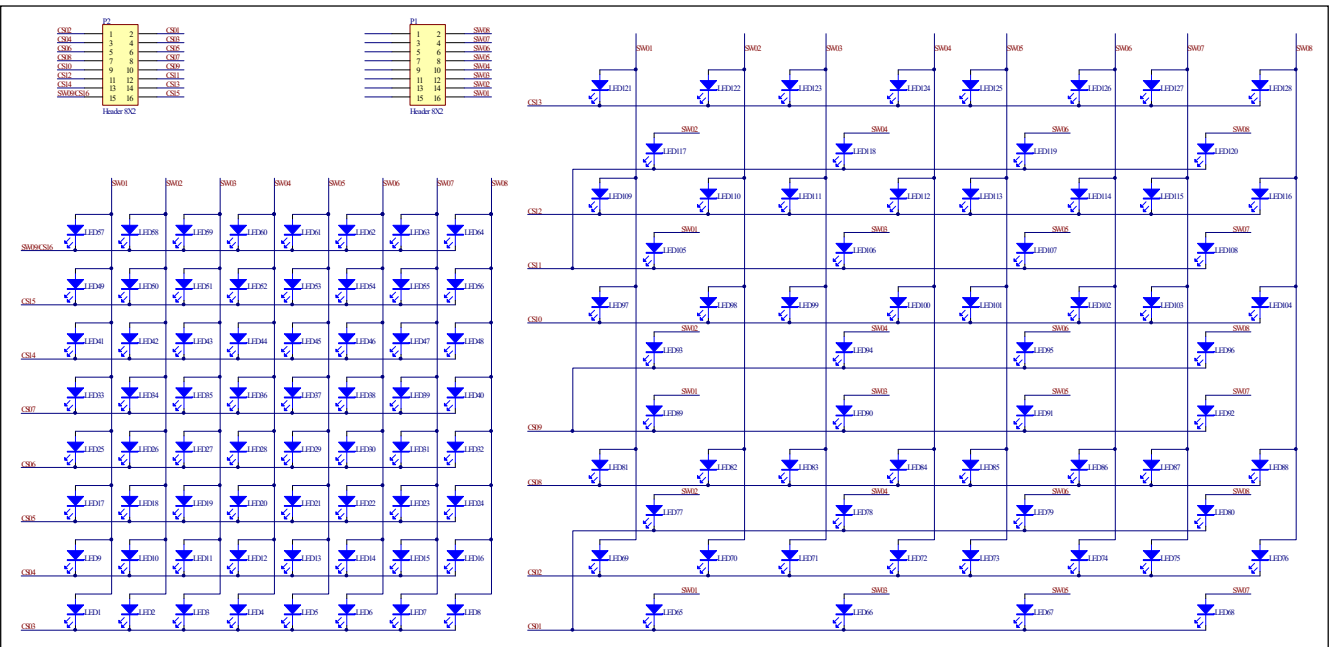 P2
CS02 1 2 CS01
CS04 3 4 CS03
CS06 5 6 CS05
CS08 7 8 CS07
CS10 9 10 CS09
CS12 11 12 CS11
CS14 13 14 CS13
SW09/CS16 15 16 CS15
Header 8X2
P1
1 2 SW08
3 4 SW07
5 6 SW06
7 8 SW05
9 10 SW04
11 12 SW03
13 14 SW02
15 16 SW01
Header 8X2
SW01 SW02 SW03 SW04 SW05 SW06 SW07 SW08
LED57 LED58 LED59 LED60 LED61 LED62 LED63 LED64
SW09/CS16
LED49 LED50 LED51 LED52 LED53 LED54 LED55 LED56
CS15
LED41 LED42 LED43 LED44 LED45 LED46 LED47 LED48
CS14
LED33 LED34 LED35 LED36 LED37 LED38 LED39 LED40
CS07
LED25 LED26 LED27 LED28 LED29 LED30 LED31 LED32
CS06
LED17 LED18 LED19 LED20 LED21 LED22 LED23 LED24
CS05
LED9 LED10 LED11 LED12 LED13 LED14 LED15 LED16
CS04
LED1 LED2 LED3 LED4 LED5 LED6 LED7 LED8
CS03
SW01 SW02 SW03 SW04 SW05 SW06 SW07 SW08
LED121 LED122 LED123 LED124 LED125 LED126 LED127 LED128
CS13
SW02 SW04 SW06 SW08
LED117 LED118 LED119 LED120
LED109 LED110 LED111 LED112 LED113 LED114 LED115 LED116
CS12
SW01 SW03 SW05 SW07
LED105 LED106 LED107 LED108
CS11
LED97 LED98 LED99 LED100 LED101 LED102 LED103 LED104
CS10
SW02 SW04 SW06 SW08
LED93 LED94 LED95 LED96
SW01 SW03 SW05 SW07
LED89 LED90 LED91 LED92
CS09
LED81 LED82 LED83 LED84 LED85 LED86 LED87 LED88
CS08
SW02 SW04 SW06 SW08
LED77 LED78 LED79 LED80
LED69 LED70 LED71 LED72 LED73 LED74 LED75 LED76
CS02
SW01 SW03 SW05 SW07
LED65 LED66 LED67 LED68
CS01